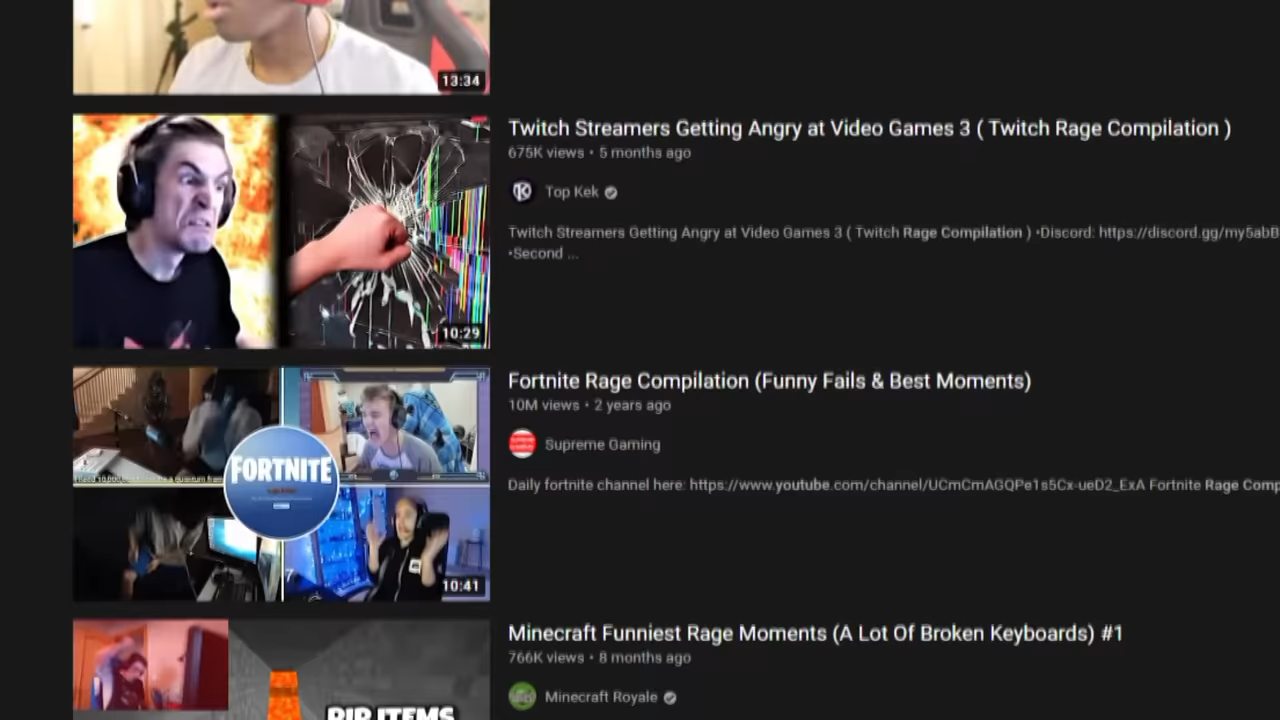 13:34
Twitch Streamers Getting Angry at Video Games 3 ( Twitch Rage Compilation )
675K views • 5 months ago
Top Kek
Twitch Streamers Getting Angry at Video Games 3 ( Twitch Rage Compilation ) •Discord: https://discord.gg/my5abB
•Second ...
10:29
Fortnite Rage Compilation (Funny Fails & Best Moments)
10M views • 2 years ago
Supreme Gaming
Daily fortnite channel here: https://www.youtube.com/channel/UCmCmAGQPe1s5Cx-ueD2_ExA Fortnite Rage Comp
FORTNITE
10:41
Minecraft Funniest Rage Moments (A Lot Of Broken Keyboards) #1
766K views • 8 months ago
Minecraft Royale
RIP ITEMS